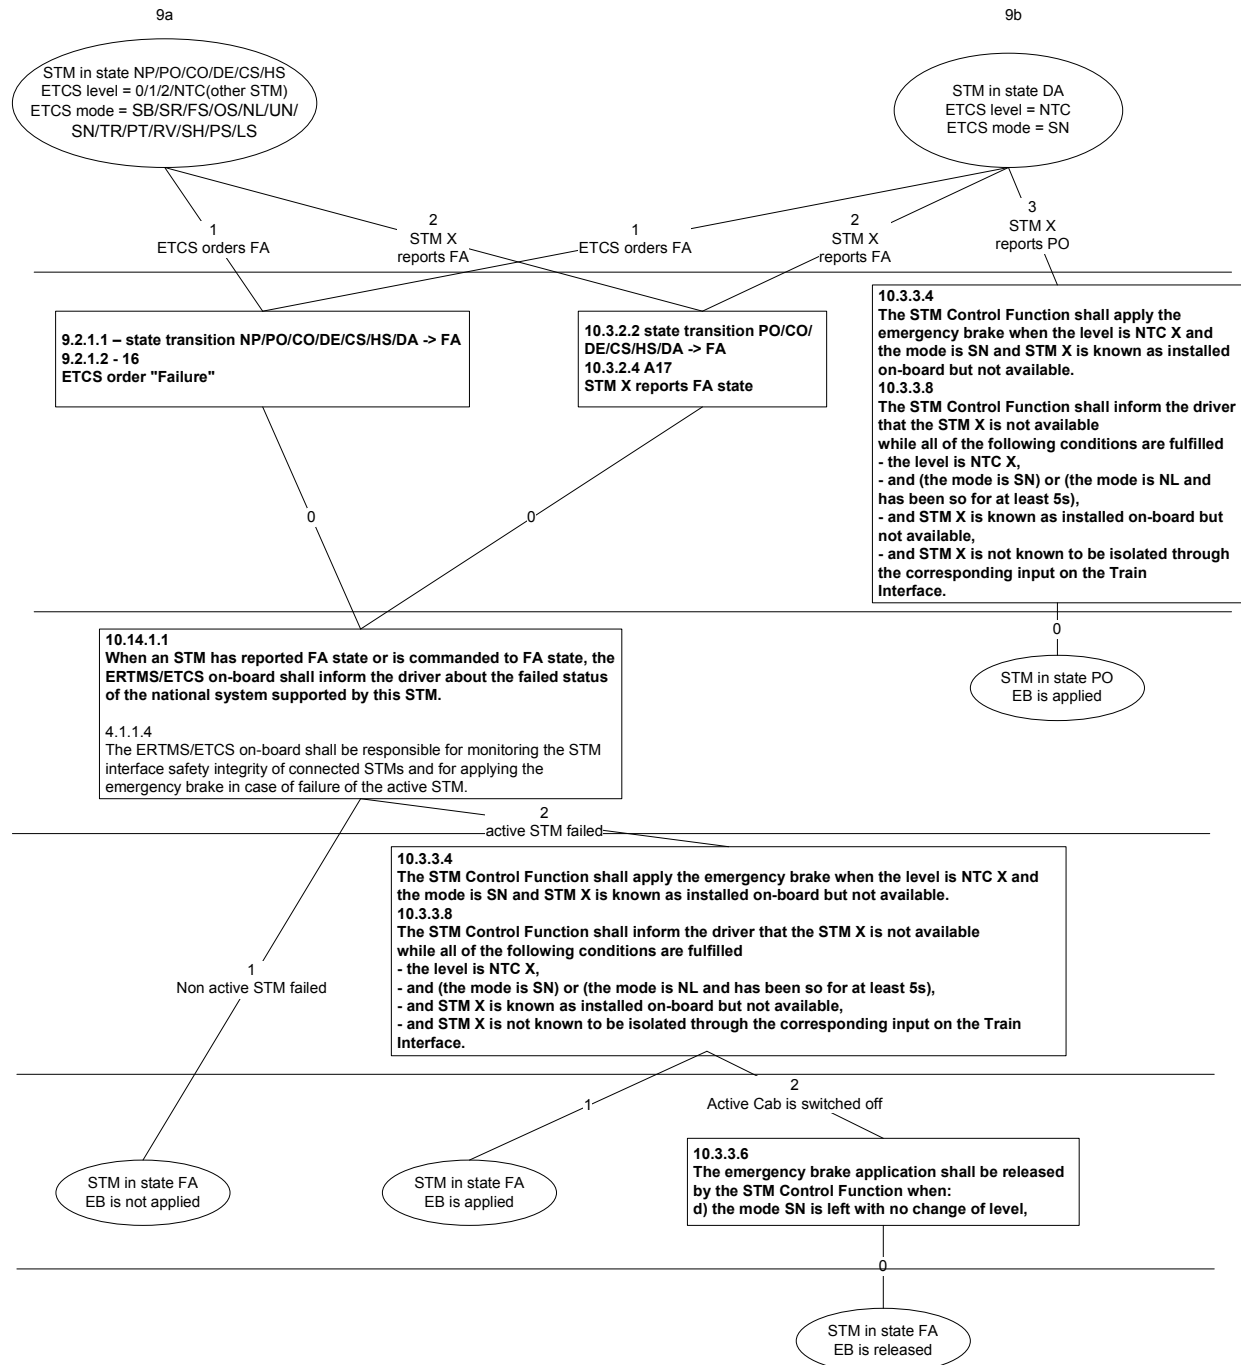 9a
9b
STM in state NP/PO/CO/DE/CS/HS
ETCS level = 0/1/2/NTC(other STM)
ETCS mode = SB/SR/FS/OS/NL/UN/
SN/TR/PT/RV/SH/PS/LS
STM in state DA
ETCS level = NTC
ETCS mode = SN
1
ETCS orders FA
2
STM X
reports FA
1
ETCS orders FA
2
STM X
reports FA
3
STM X
reports PO
9.2.1.1 – state transition NP/PO/CO/DE/CS/HS/DA -> FA
9.2.1.2 - 16
ETCS order "Failure"
10.3.2.2 state transition PO/CO/
DE/CS/HS/DA -> FA
10.3.2.4 A17
STM X reports FA state
10.3.3.4
The STM Control Function shall apply the
emergency brake when the level is NTC X and
the mode is SN and STM X is known as installed
on-board but not available.
10.3.3.8
The STM Control Function shall inform the driver
that the STM X is not available
while all of the following conditions are fulfilled
- the level is NTC X,
- and (the mode is SN) or (the mode is NL and
has been so for at least 5s),
- and STM X is known as installed on-board but
not available,
- and STM X is not known to be isolated through
the corresponding input on the Train
Interface.
0
0
0
10.14.1.1
When an STM has reported FA state or is commanded to FA state, the
ERTMS/ETCS on-board shall inform the driver about the failed status
of the national system supported by this STM.
4.1.1.4
The ERTMS/ETCS on-board shall be responsible for monitoring the STM
interface safety integrity of connected STMs and for applying the
emergency brake in case of failure of the active STM.
STM in state PO
EB is applied
2
active STM failed
10.3.3.4
The STM Control Function shall apply the emergency brake when the level is NTC X and
the mode is SN and STM X is known as installed on-board but not available.
10.3.3.8
The STM Control Function shall inform the driver that the STM X is not available
while all of the following conditions are fulfilled
- the level is NTC X,
- and (the mode is SN) or (the mode is NL and has been so for at least 5s),
- and STM X is known as installed on-board but not available,
- and STM X is not known to be isolated through the corresponding input on the Train
Interface.
1
Non active STM failed
1
2
Active Cab is switched off
STM in state FA
EB is not applied
STM in state FA
EB is applied
10.3.3.6
The emergency brake application shall be released
by the STM Control Function when:
d) the mode SN is left with no change of level,
0
STM in state FA
EB is released